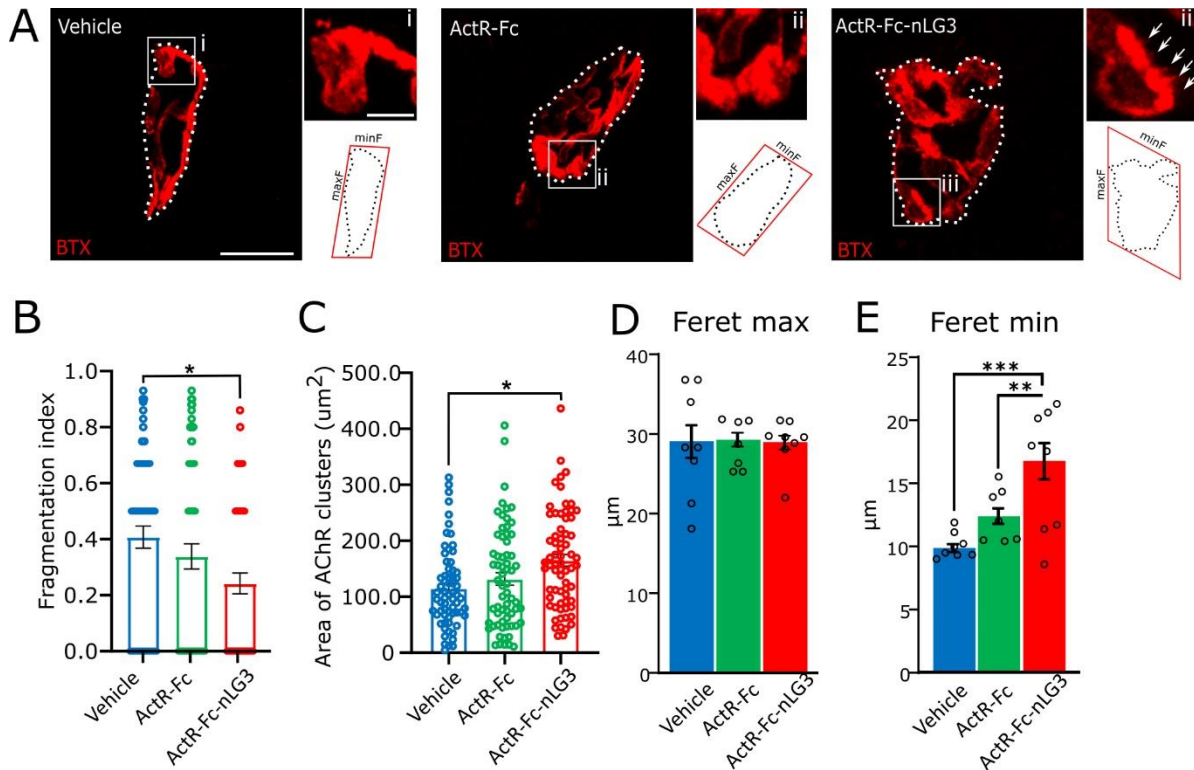 A
Vehicle
i
i
BTX
minF
maxF
ActR-Fc
ii
ii
BTX
minF
maxF
ActR-Fc-nLG3
ii
iii
BTX
minF
maxF
B
Fragmentation index
1.0
0.8
0.6
0.4
0.2
0.0
*
Vehicle
ActR-Fc
ActR-Fc-nLG3
C
Area of AChR clusters (um²)
500.0
400.0
300.0
200.0
100.0
0
*
Vehicle
ActR-Fc
ActR-Fc-nLG3
D
Feret max
µm
40
30
20
10
0
Vehicle
ActR-Fc
ActR-Fc-nLG3
E
Feret min
µm
25
20
15
10
5
0
***
**
Vehicle
ActR-Fc
ActR-Fc-nLG3